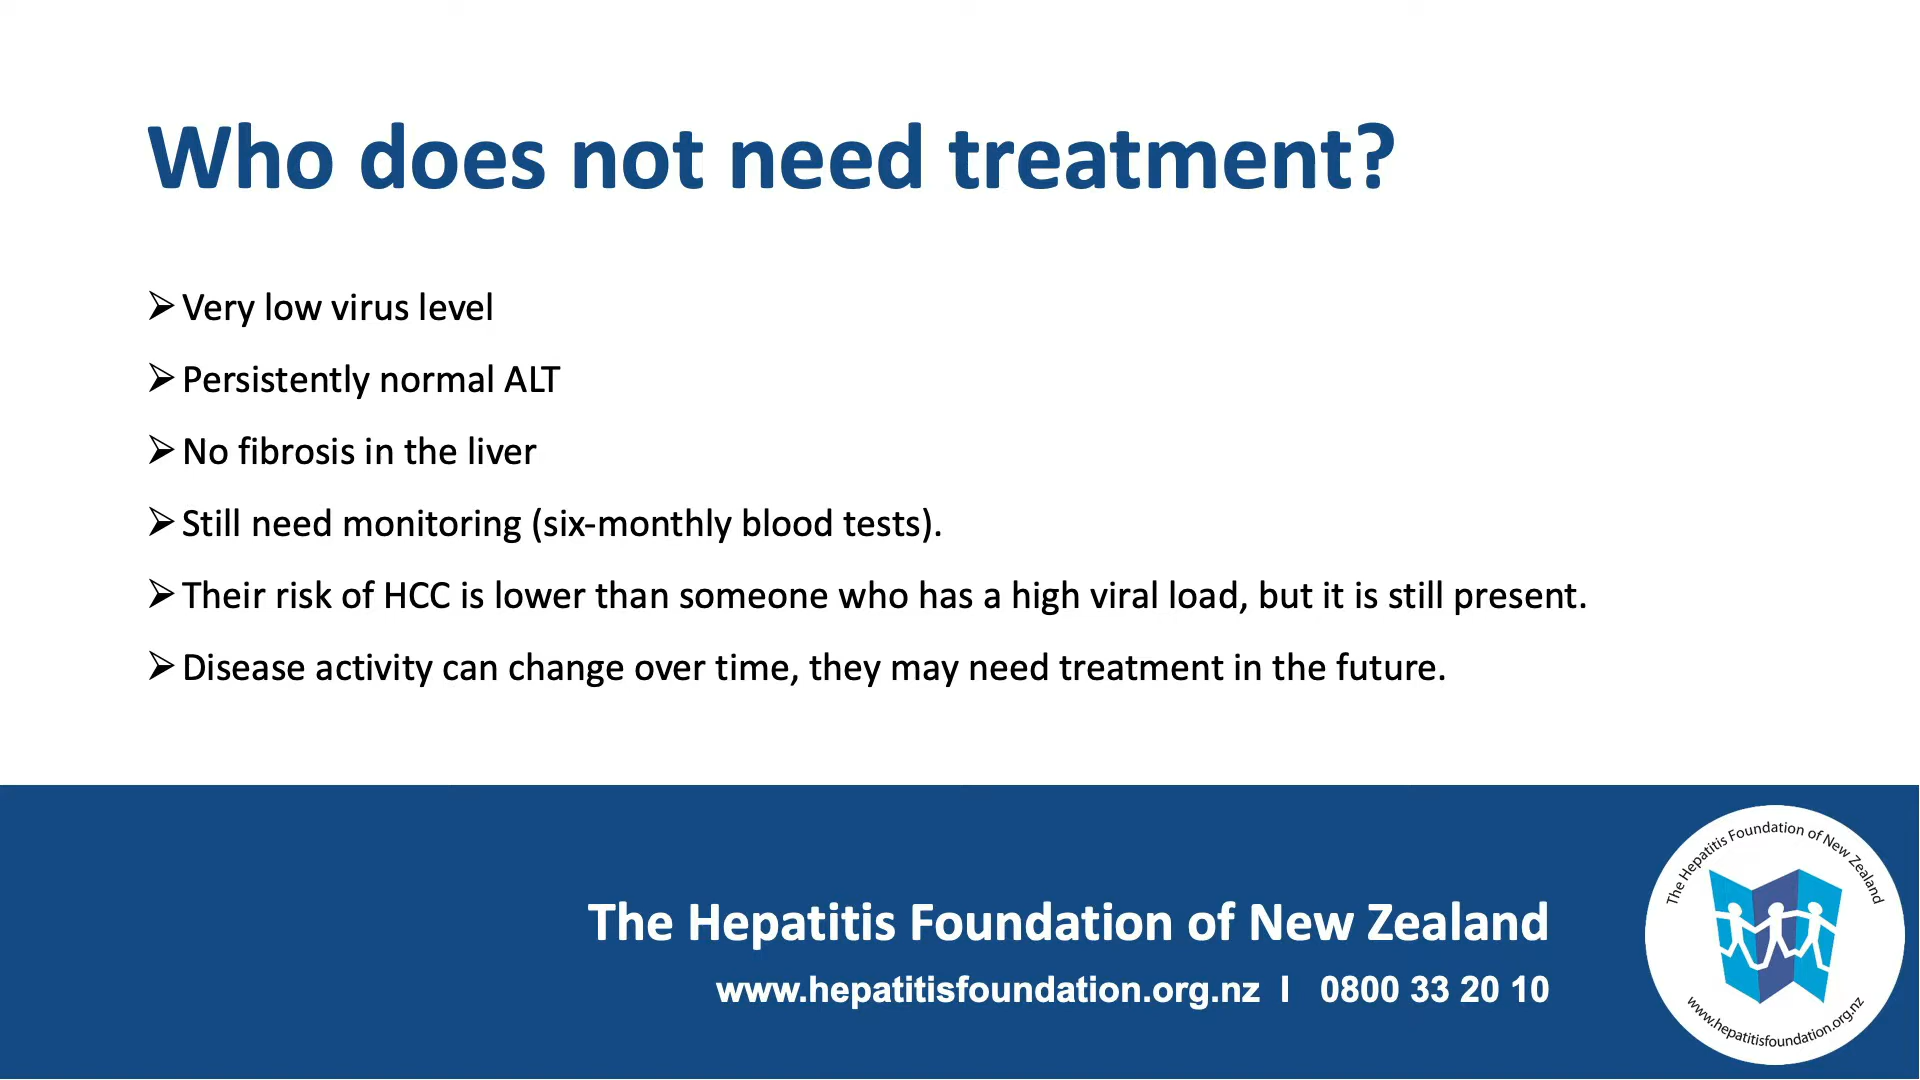 Who does not need treatment?
➢ Very low virus level
➢ Persistently normal ALT
➢ No fibrosis in the liver
➢ Still need monitoring (six-monthly blood tests).
➢ Their risk of HCC is lower than someone who has a high viral load, but it is still present.
➢ Disease activity can change over time, they may need treatment in the future.
The Hepatitis Foundation of New Zealand
www.hepatitisfoundation.org.nz I 0800 33 20 10
The Hepatitis Foundation of New Zealand
www.hepatitisfoundation.org.nz